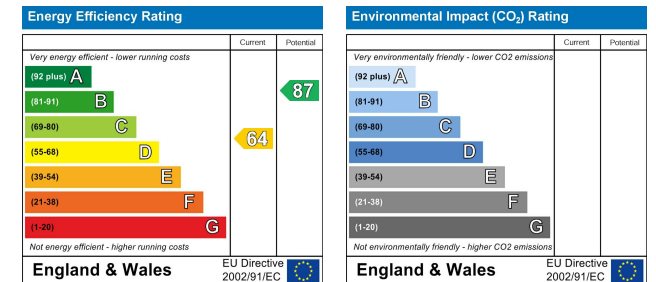 Energy Efficiency Rating
Current Potential
Very energy efficient - lower running costs
(92 plus) A
(81-91) B
(69-80) C
(55-68) D
(39-54) E
(21-38) F
(1-20) G
64
87
Not energy efficient - higher running costs
England & Wales
EU Directive
2002/91/EC
Environmental Impact (CO₂) Rating
Current Potential
Very environmentally friendly - lower CO2 emissions
(92 plus) A
(81-91) B
(69-80) C
(55-68) D
(39-54) E
(21-38) F
(1-20) G
Not environmentally friendly - higher CO2 emissions
England & Wales
EU Directive
2002/91/EC